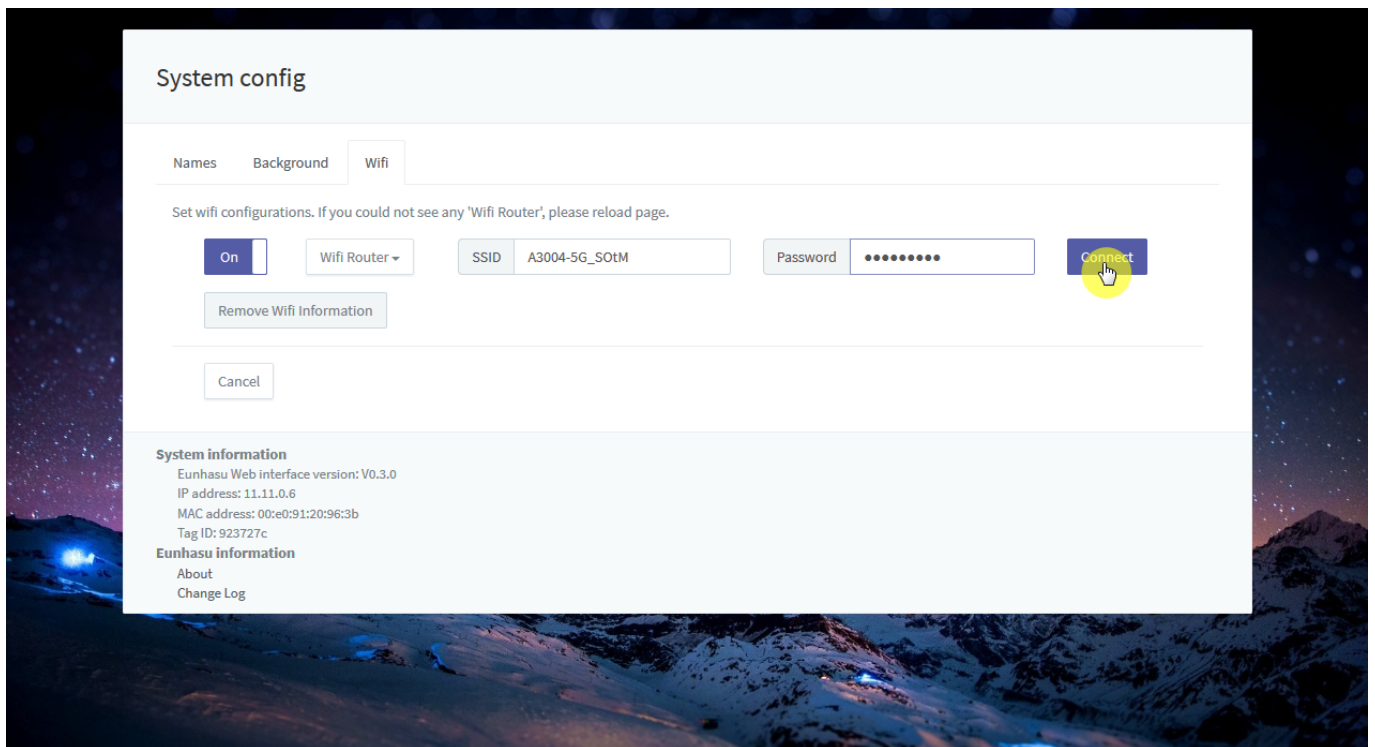 System config
Names Background Wifi
Set wifi configurations. If you could not see any 'Wifi Router', please reload page.
On Wifi Router SSID A3004-5G_SOtM Password ●●●●●●●●● Connect
Remove Wifi Information
Cancel
System information
Eunhasu Web interface version: V0.3.0
IP address: 11.11.0.6
MAC address: 00:e0:91:20:96:3b
Tag ID: 923727c
Eunhasu information
About
Change Log